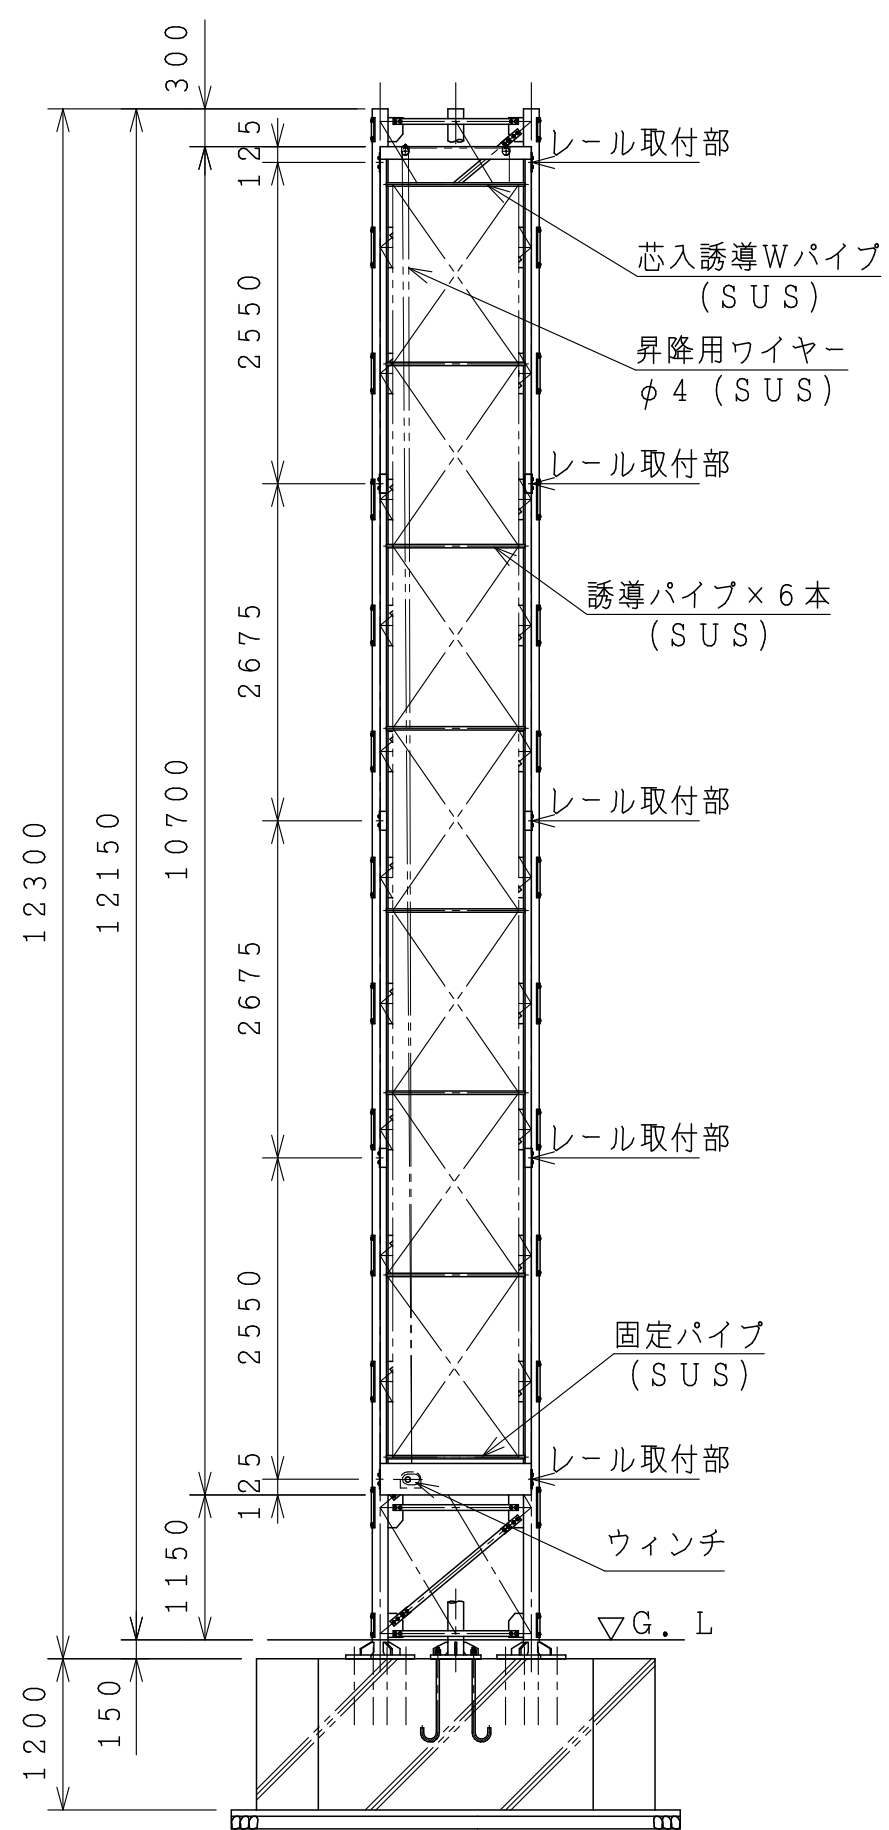 300
125
レール取付部
芯入誘導Wパイプ
(SUS)
2550
昇降用ワイヤー
φ4 (SUS)
レール取付部
誘導パイプ×6本
(SUS)
2675
10700
12150
12300
レール取付部
2675
レール取付部
2550
固定パイプ
(SUS)
レール取付部
125
ウィンチ
1150
▽G. L
150
1200